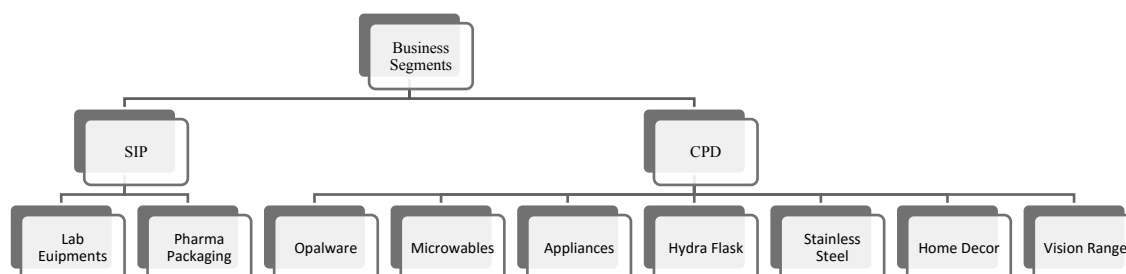 Business
Segments
SIP
CPD
Lab
Euipments
Pharma
Packaging
Opalware
Microwables
Appliances
Hydra Flask
Stainless
Steel
Home Decor
Vision Range